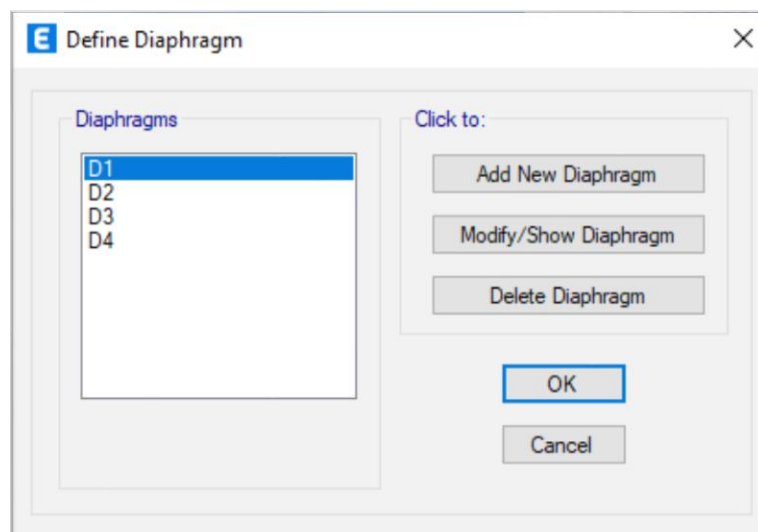 E Define Diaphragm
Diaphragms
D1
D2
D3
D4
Click to:
Add New Diaphragm
Modify/Show Diaphragm
Delete Diaphragm
OK
Cancel